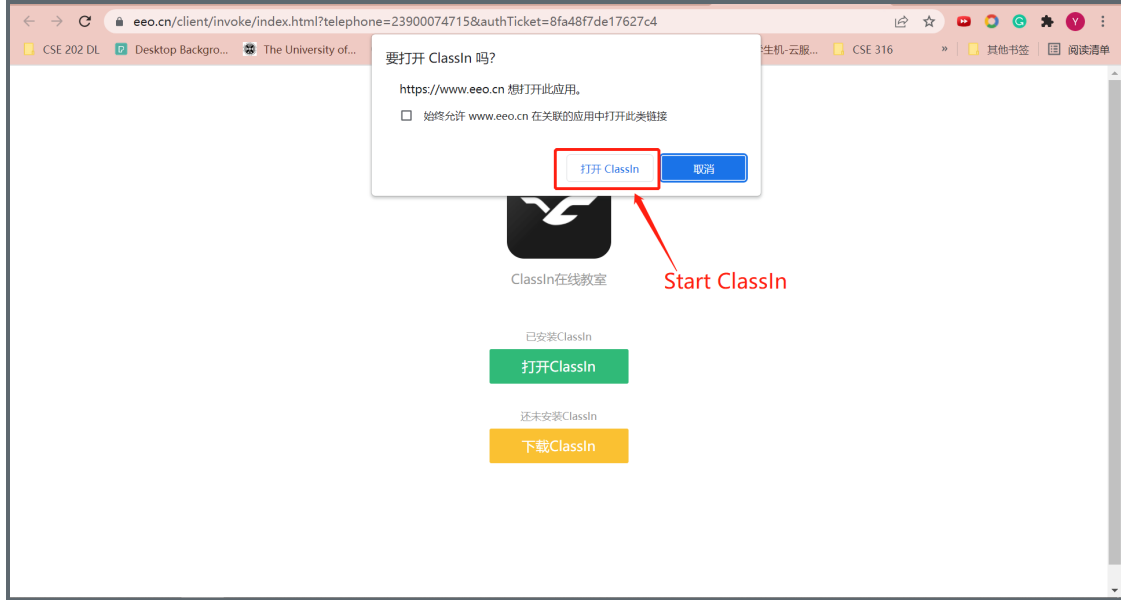 eeo.cn/client/invoke/index.html?telephone=23900074715&authTicket=8fa48f7de17627c4
Y
CSE 202 DL
Desktop Backgro...
The University of...
生机-云服...
CSE 316
»
其他书签
阅读清单
要打开 ClassIn 吗?
https://www.eeo.cn 想打开此应用。
始终允许 www.eeo.cn 在关联的应用中打开此类链接
打开 ClassIn
取消
ClassIn在线教室
Start ClassIn
已安装ClassIn
打开ClassIn
还未安装ClassIn
下载ClassIn